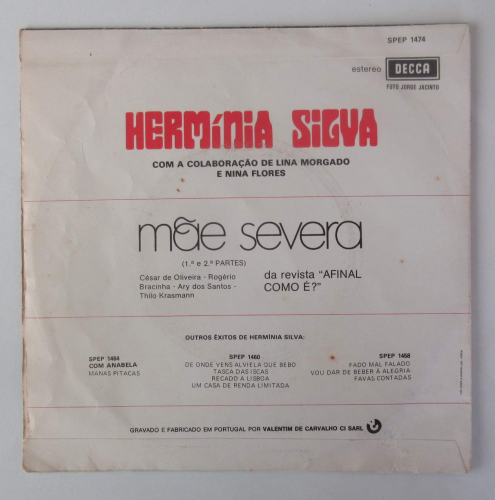 SPEP 1474
estereo DECCA
FOTO JORGE JACINTO
HERMÍNIA SILVA
COM A COLABORAÇÃO DE LINA MORGADO
E NINA FLORES
mãe severa
(1.ª e 2.ª PARTES)
César de Oliveira - Rogério
Bracinha - Ary dos Santos -
Thilo Krasmann
da revista "AFINAL
COMO É?"
OUTROS ÊXITOS DE HERMÍNIA SILVA:
SPEP 1464
COM ANABELA
MANAS PITAÇAS
SPEP 1460
DE ONDE VENS ALVIELA QUE BEBO
TASCA DAS ISCAS
RECADO A LISBOA
UM CASA DE RENDA LIMITADA
SPEP 1458
FADO MAL FALADO
VOU DAR DE BEBER À ALEGRIA
FAVAS CONTADAS
GRAVADO E FABRICADO EM PORTUGAL POR VALENTIM DE CARVALHO CI SARL